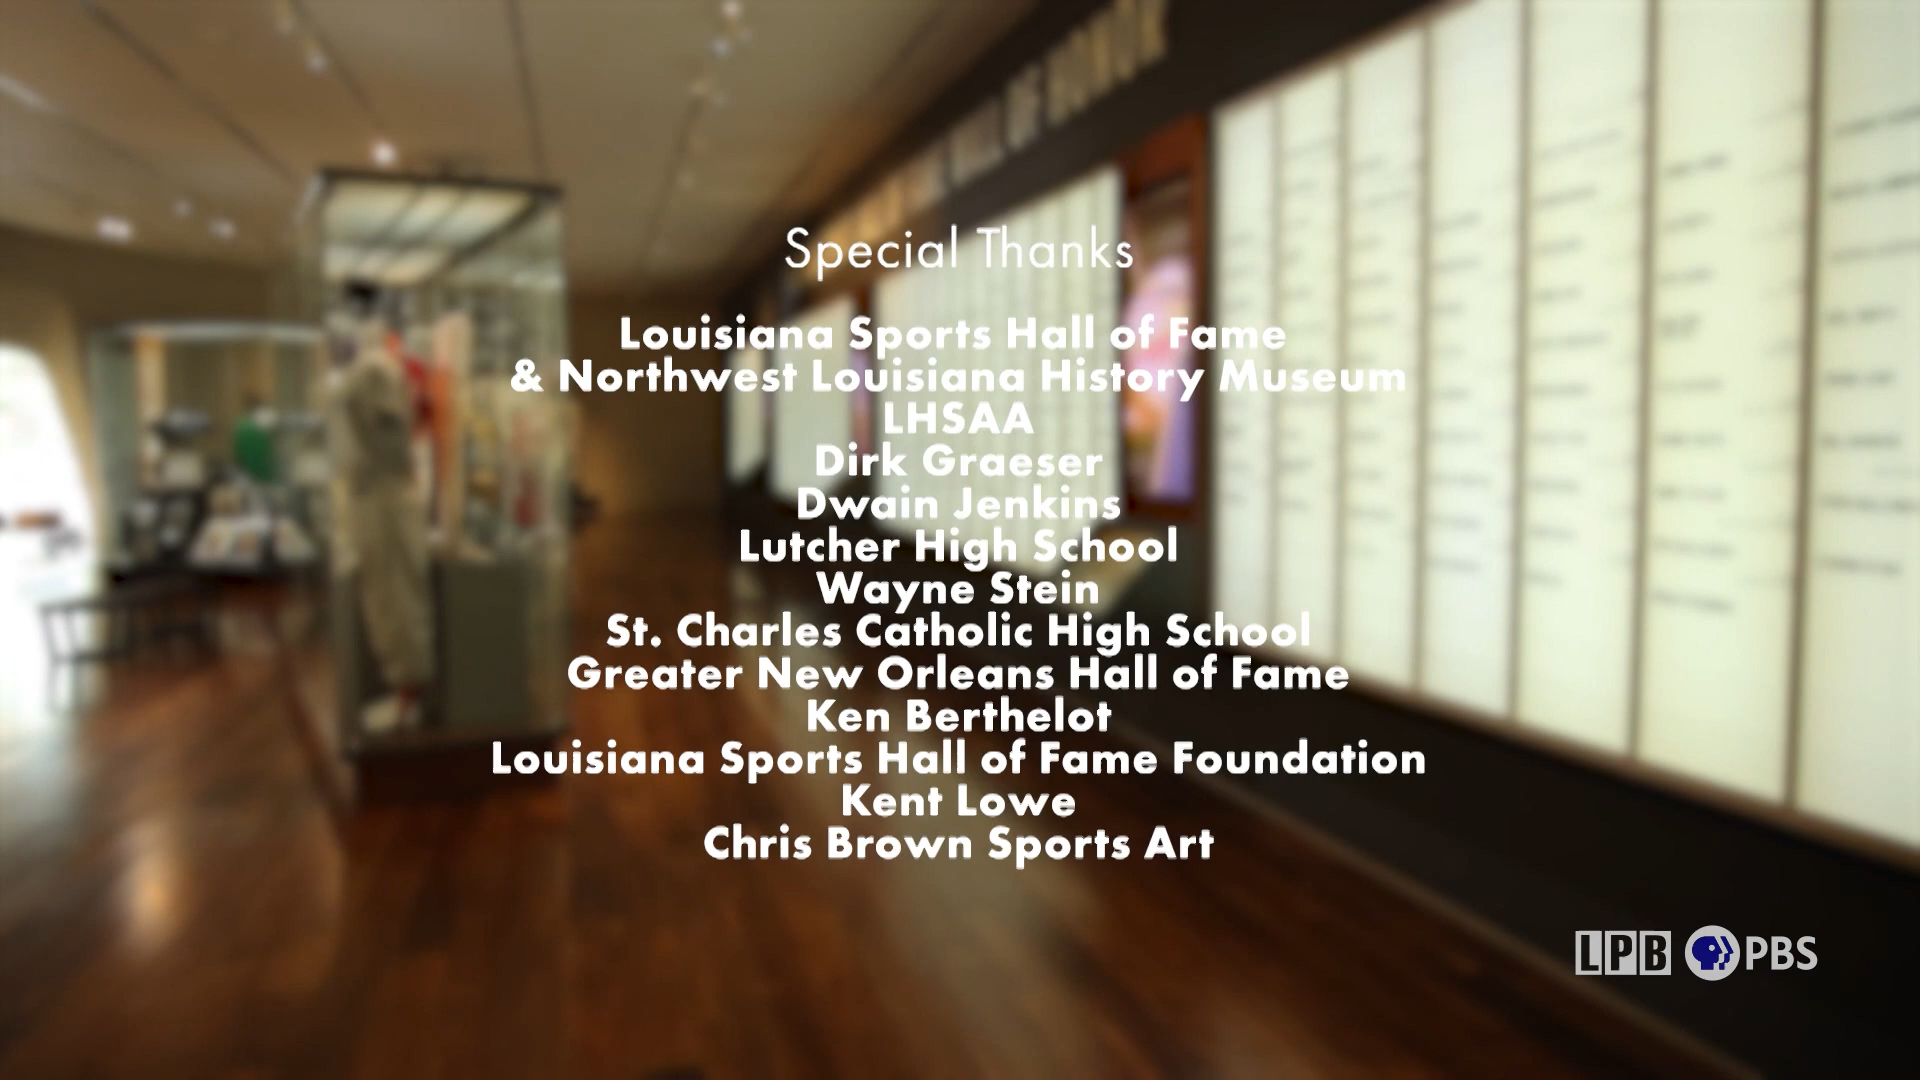 Special Thanks
Louisiana Sports Hall of Fame
& Northwest Louisiana History Museum
LHSAA
Dirk Graeser
Dwain Jenkins
Lutcher High School
Wayne Stein
St. Charles Catholic High School
Greater New Orleans Hall of Fame
Ken Berthelot
Louisiana Sports Hall of Fame Foundation
Kent Lowe
Chris Brown Sports Art
LPB PBS